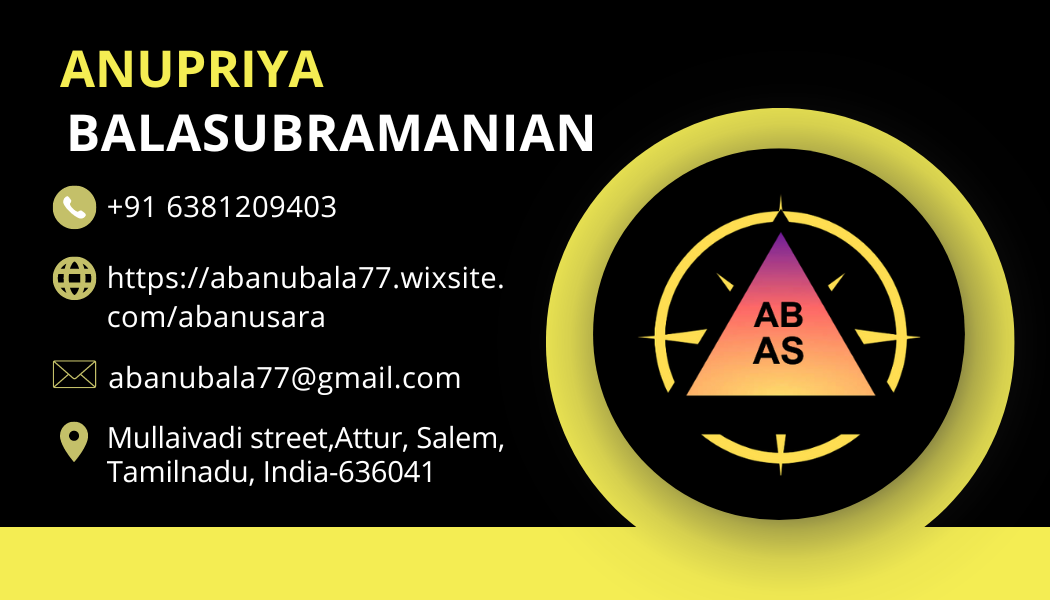 ANUPRIYA
BALASUBRAMANIAN
+91 6381209403
https://abanubala77.wixsite.
com/abanusara
abanubala77@gmail.com
Mullaivadi street,Attur, Salem,
Tamilnadu, India-636041
AB
AS